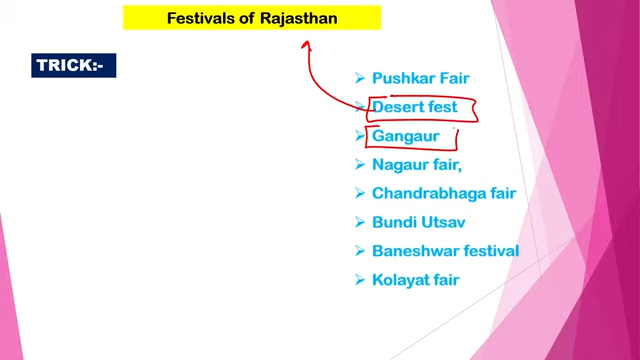 Festivals of Rajasthan
TRICK:-
Pushkar Fair
Desert fest
Gangaur
Nagaur fair,
Chandrabhaga fair
Bundi Utsav
Baneshwar festival
Kolayat fair